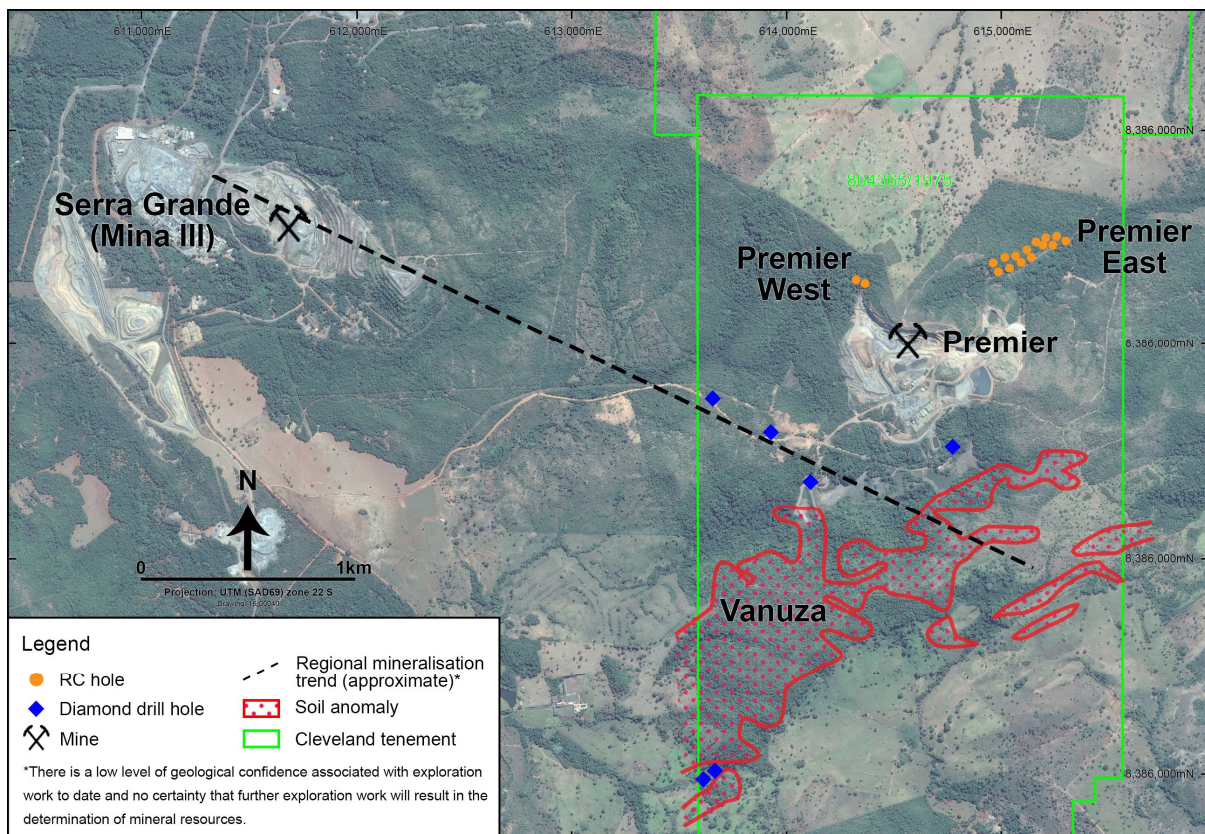 611,000mE
612,000mE
613,000mE
614,000mE
615,000mE
8,386,000mN
804365/1975
Serra Grande
(Mina III)
Premier
West
Premier
East
Premier
8,386,000mN
N
0
1km
Projection: UTM (SAD69) zone 22 S
8,386,000mN
Vanuza
8,386,000mN
Legend
RC hole
Diamond drill hole
Mine
Regional mineralisation
trend (approximate)*
Soil anomaly
Cleveland tenement
*There is a low level of geological confidence associated with exploration
work to date and no certainty that further exploration work will result in the
determination of mineral resources.